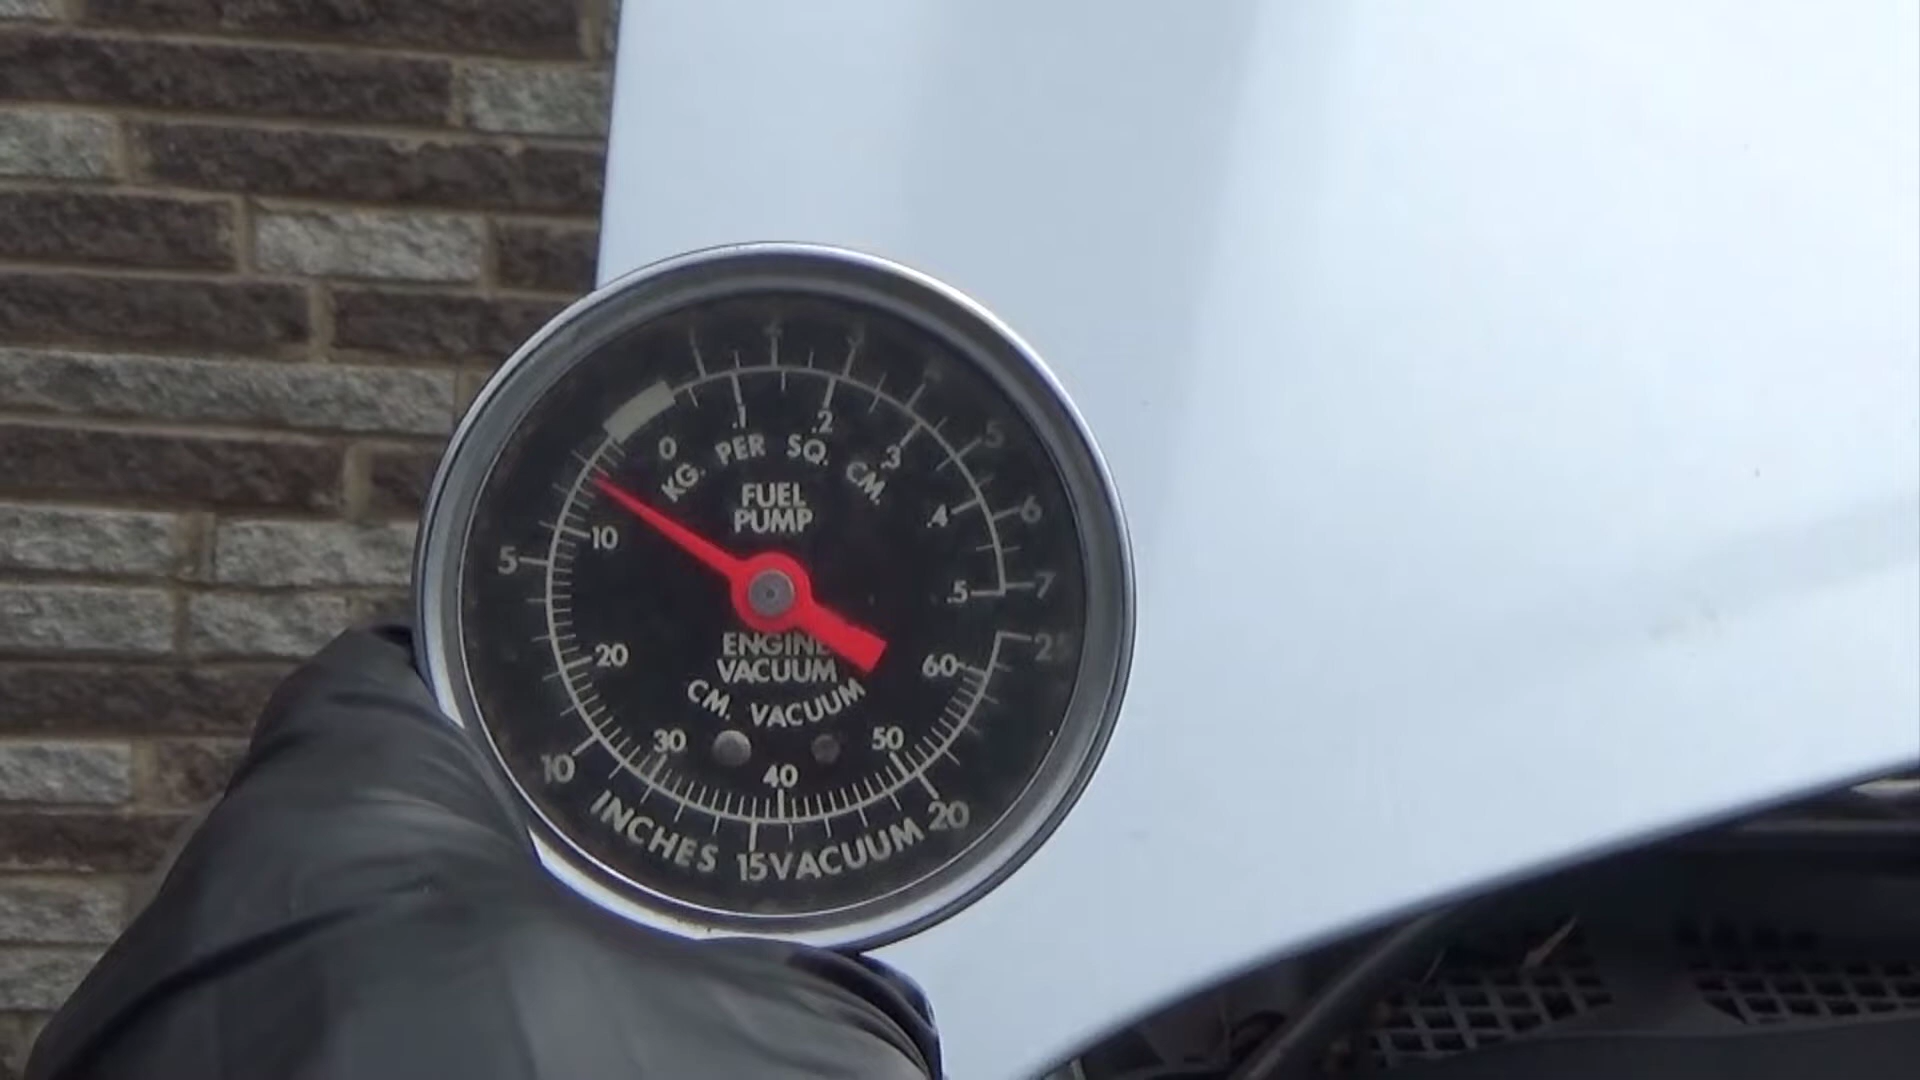 5
6
7
0
.1
.2
.3
.4
.5
KG. PER SQ. CM.
FUEL
PUMP
ENGINE
VACUUM
CM. VACUUM
10
20
30
40
50
60
5
10
15
20
25
INCHES VACUUM